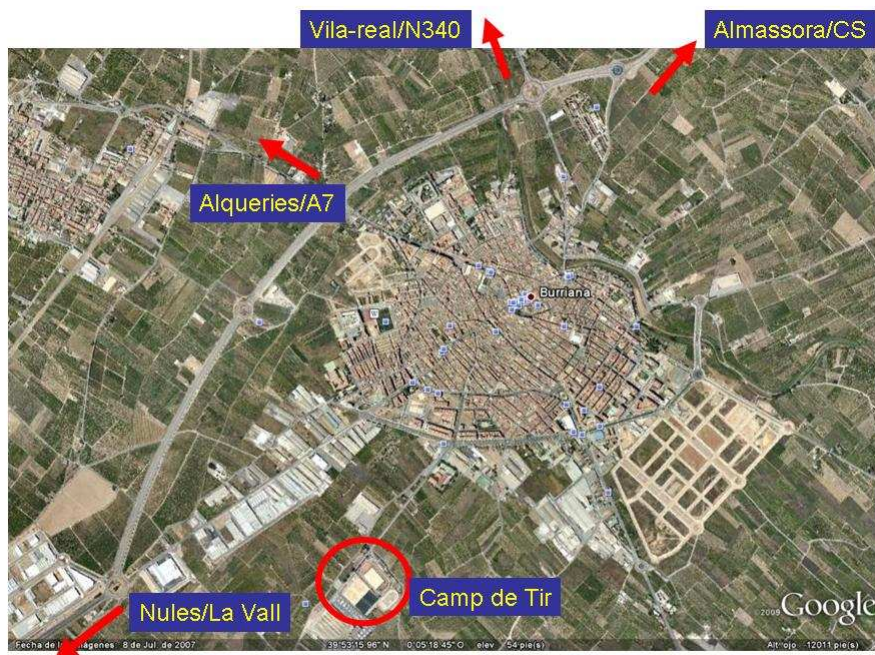 Vila-real/N340
Almassora/CS
Alqueries/A7
Burriana
Nules/La Vall
Camp de Tir
2009 Google
Fecha de las imágenes: 8 de Jul. de 2007 39°53'15.96" N 0°05'18.45" O elev 54 pie(s) Alt. ojo 12011 pie(s)